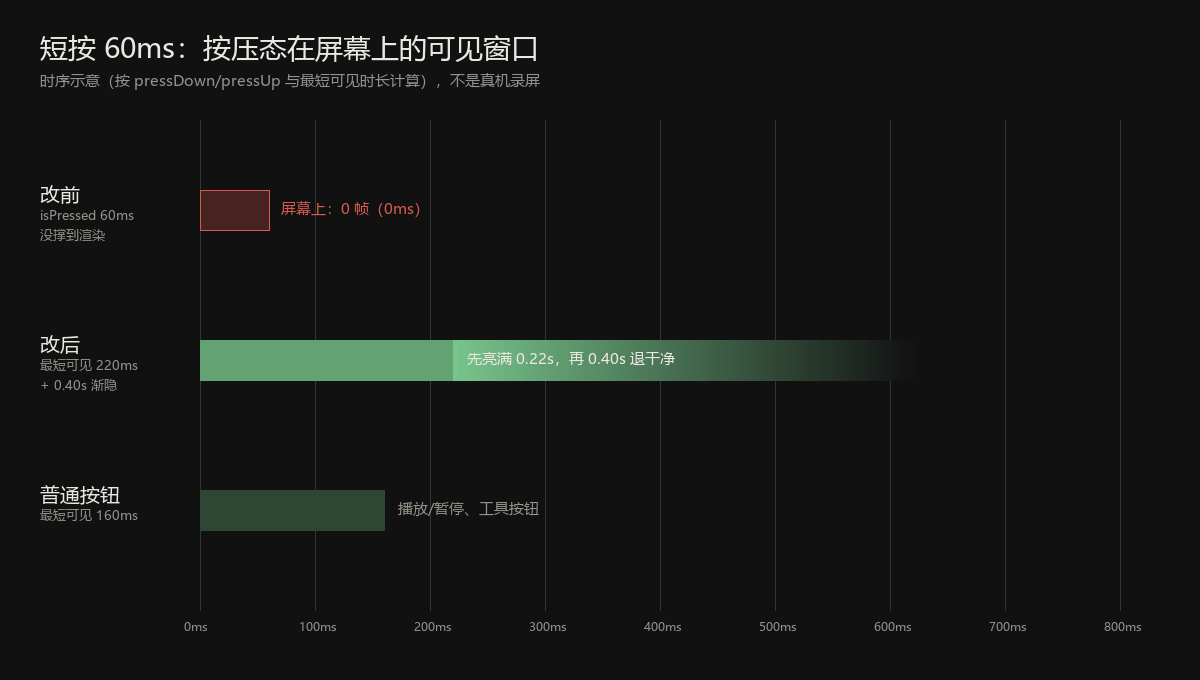 短按 60ms：按压态在屏幕上的可见窗口
时序示意（按 pressDown/pressUp 与最短可见时长计算），不是真机录屏
改前
isPressed 60ms
没撑到渲染
屏幕上：0 帧（0ms）
改后
最短可见 220ms
+ 0.40s 渐隐
先亮满 0.22s，再 0.40s 退干净
普通按钮
最短可见 160ms
播放/暂停、工具按钮
0ms 100ms 200ms 300ms 400ms 500ms 600ms 700ms 800ms